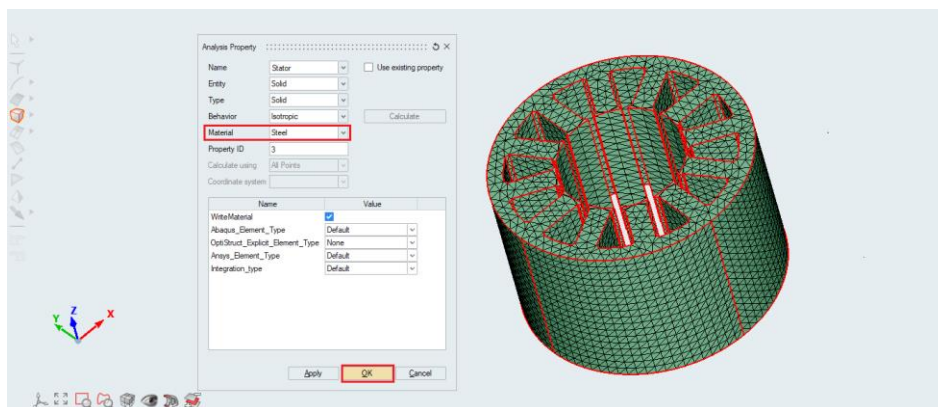 Analysis Property
Name Stator Use existing property
Entity Solid
Type Solid
Behavior Isotropic Calculate
Material Steel
Property ID 3
Calculate using All Points
Coordinate system
Name Value
WriteMaterial
Abaqus_Element_Type Default
OptiStruct_Explicit_Element_Type None
Ansys_Element_Type Default
Integration_type Default
Apply OK Cancel
Z
Y X